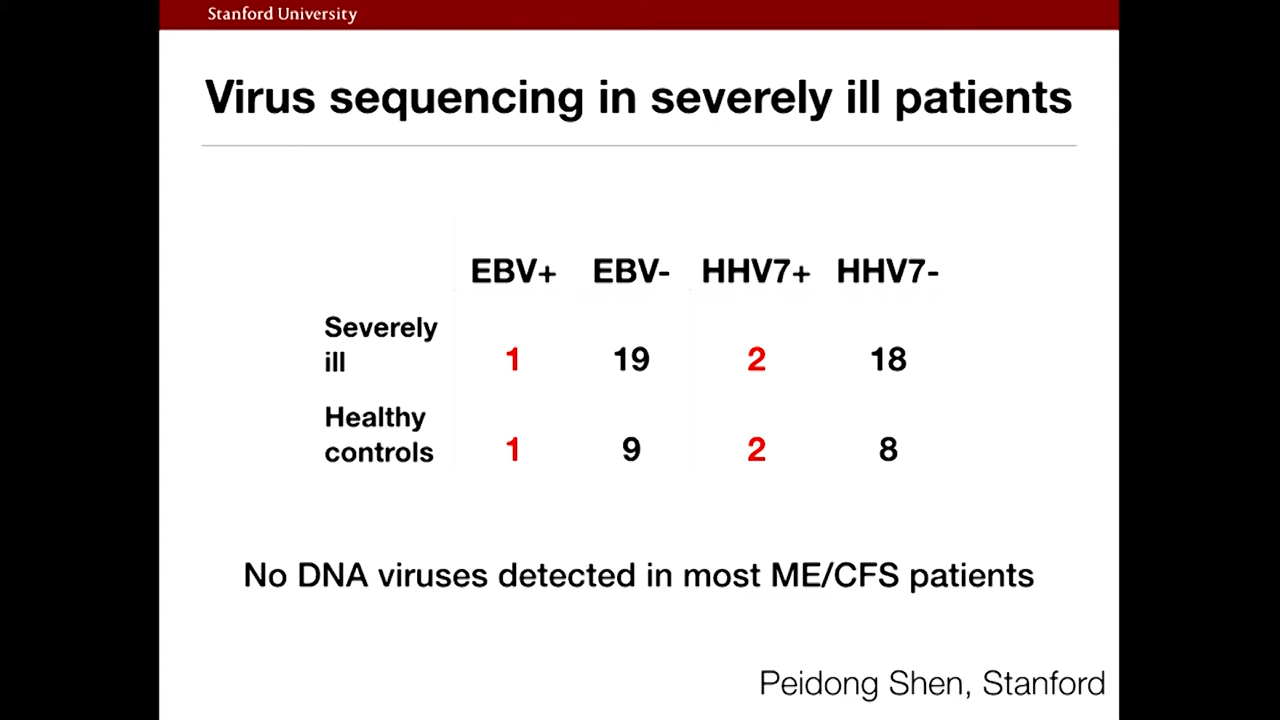 Stanford University
Virus sequencing in severely ill patients
EBV+ EBV- HHV7+ HHV7-
Severely
ill 1 19 2 18
Healthy
controls 1 9 2 8
No DNA viruses detected in most ME/CFS patients
Peidong Shen, Stanford